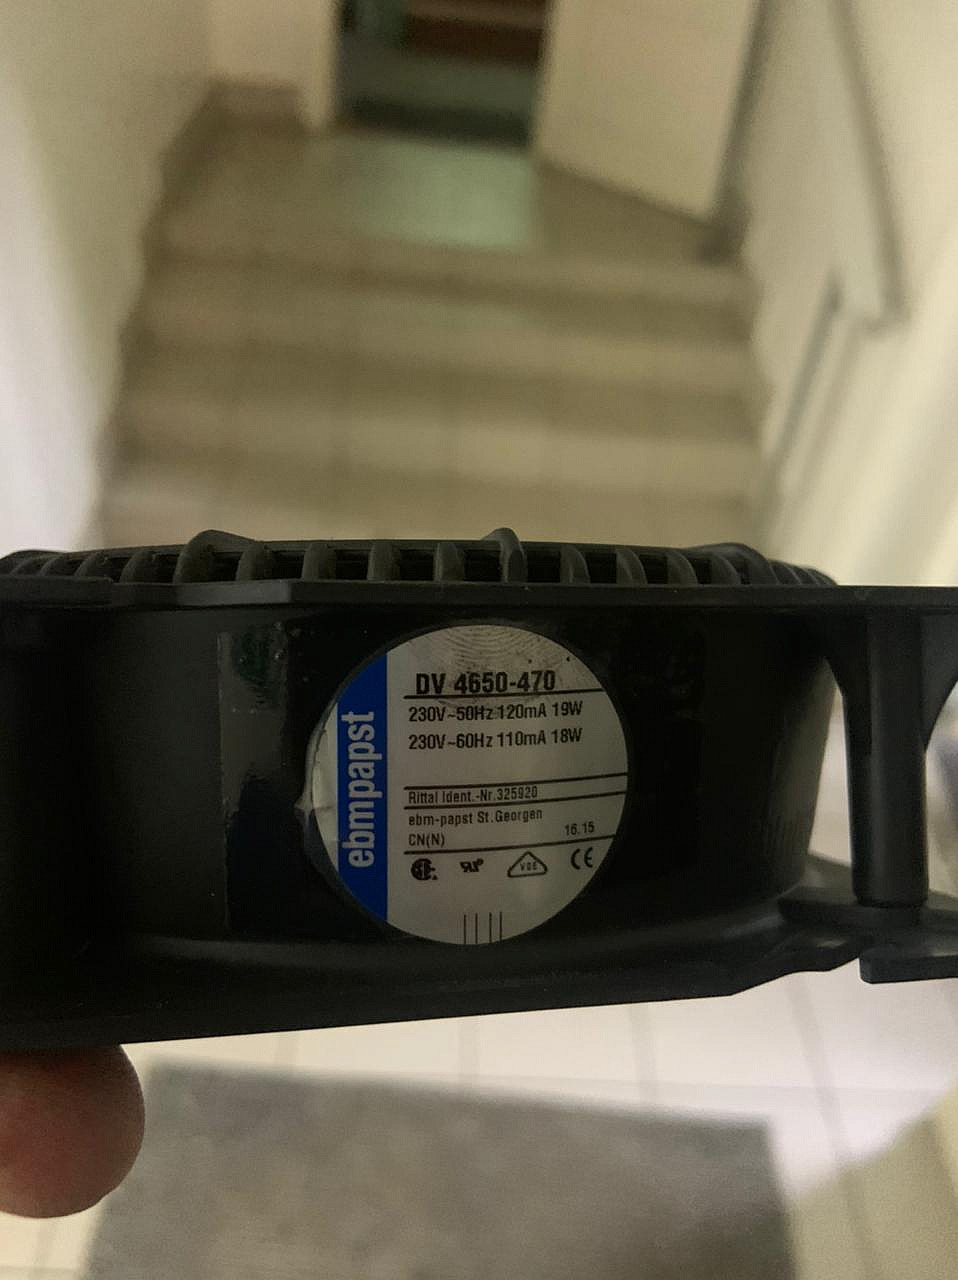 ebmpapst
DV 4650-470
230V~50Hz 120mA 19W
230V~60Hz 110mA 18W
Rittal Ident.-Nr.325920
ebm-papst St.Georgen
CN(N) 16.15
VDE
CE